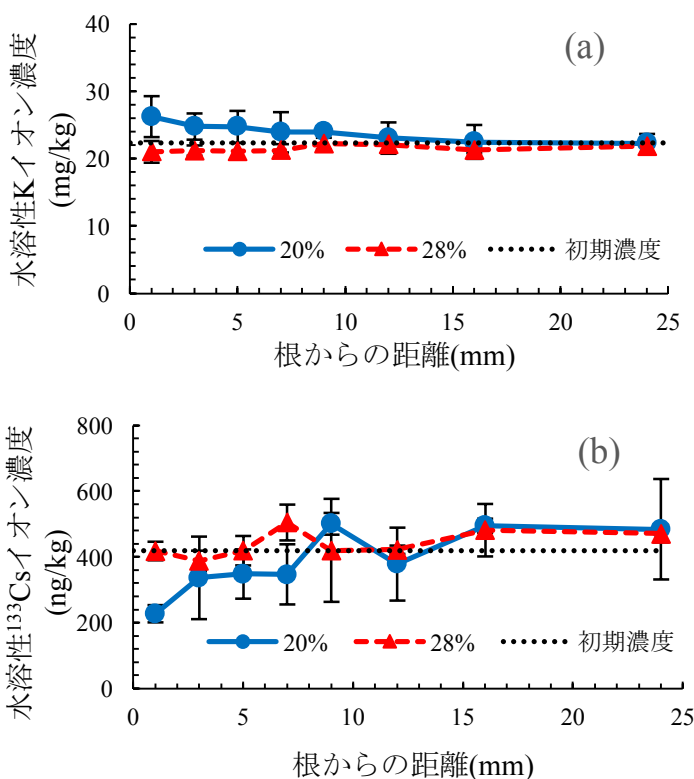 40
30
20
10
0
水溶性Kイオン濃度
(mg/kg)
(a)
20% 28% 初期濃度
0 5 10 15 20 25
根からの距離(mm)
800
600
400
200
0
水溶性¹³³Csイオン濃度
(ng/kg)
(b)
20% 28% 初期濃度
0 5 10 15 20 25
根からの距離(mm)